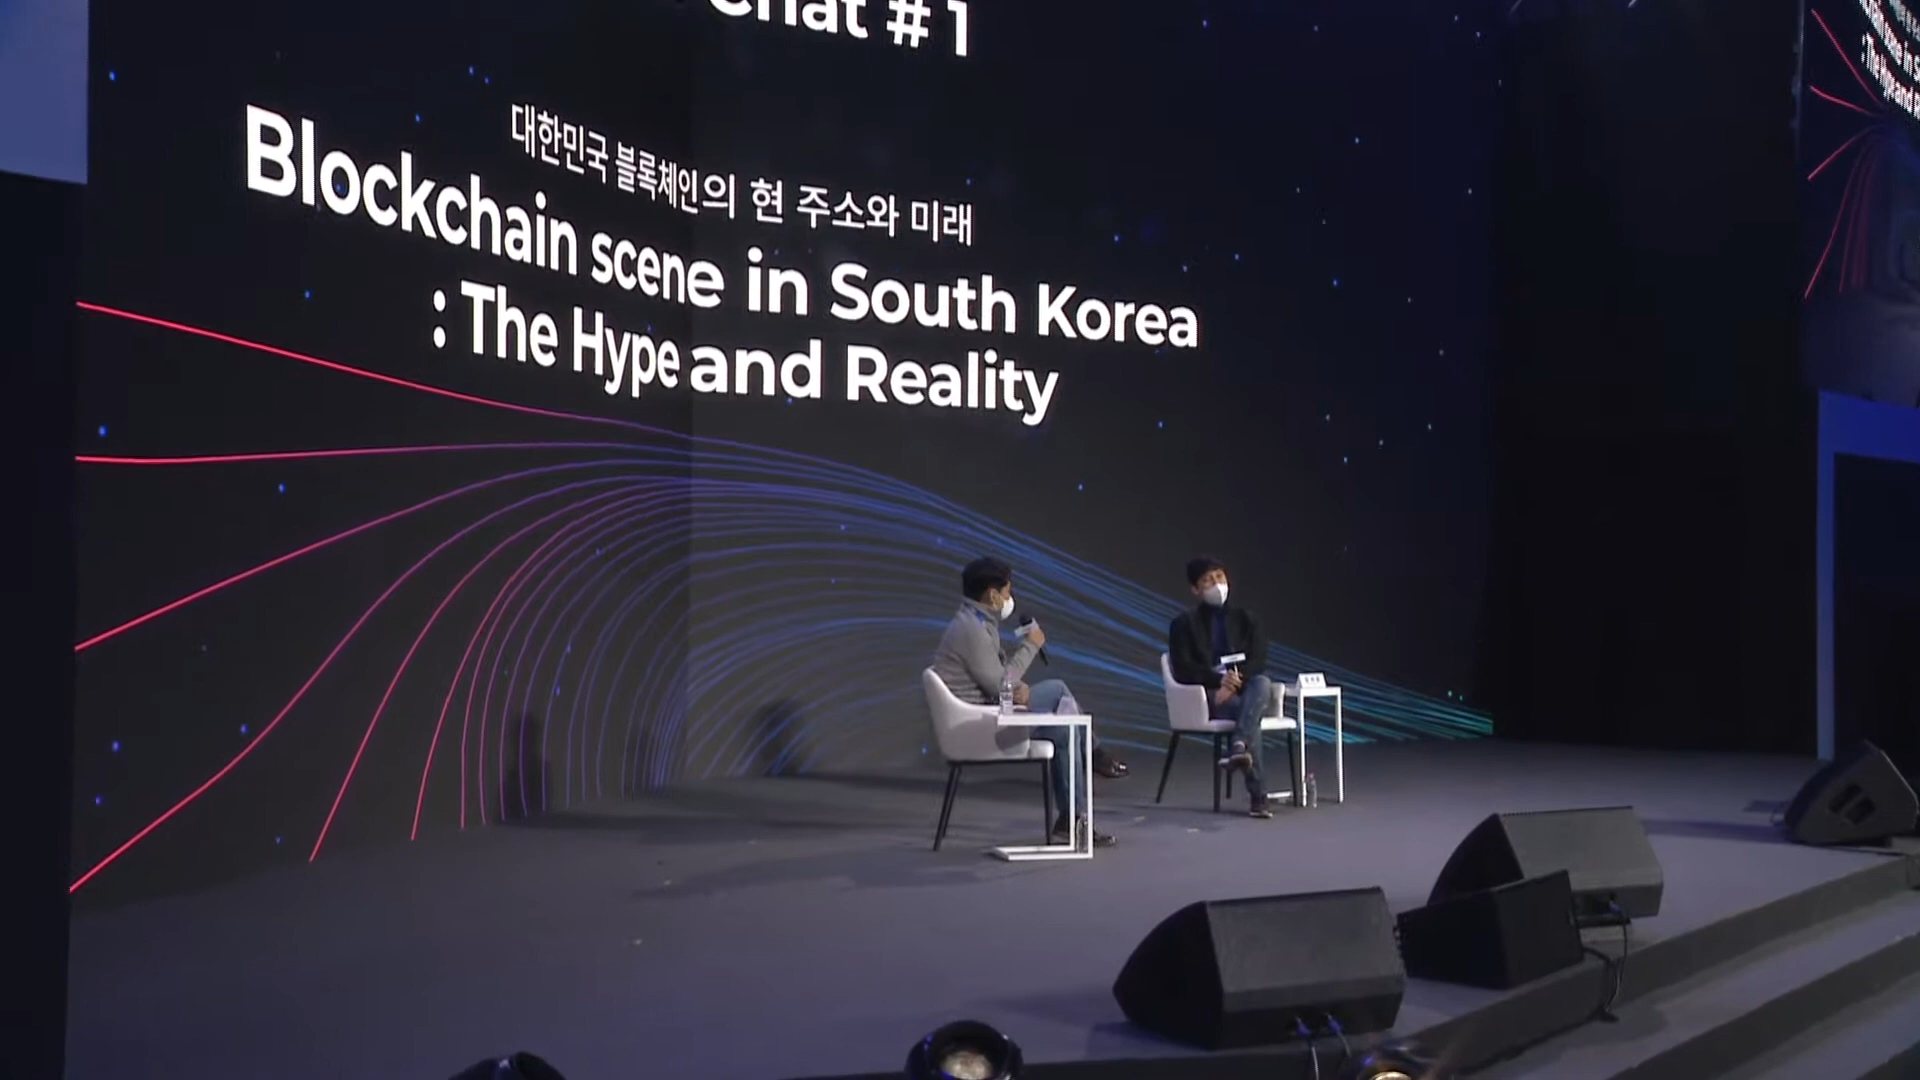 Chat # 1
대한민국 블록체인의 현 주소와 미래
Blockchain scene in South Korea
: The Hype and Reality